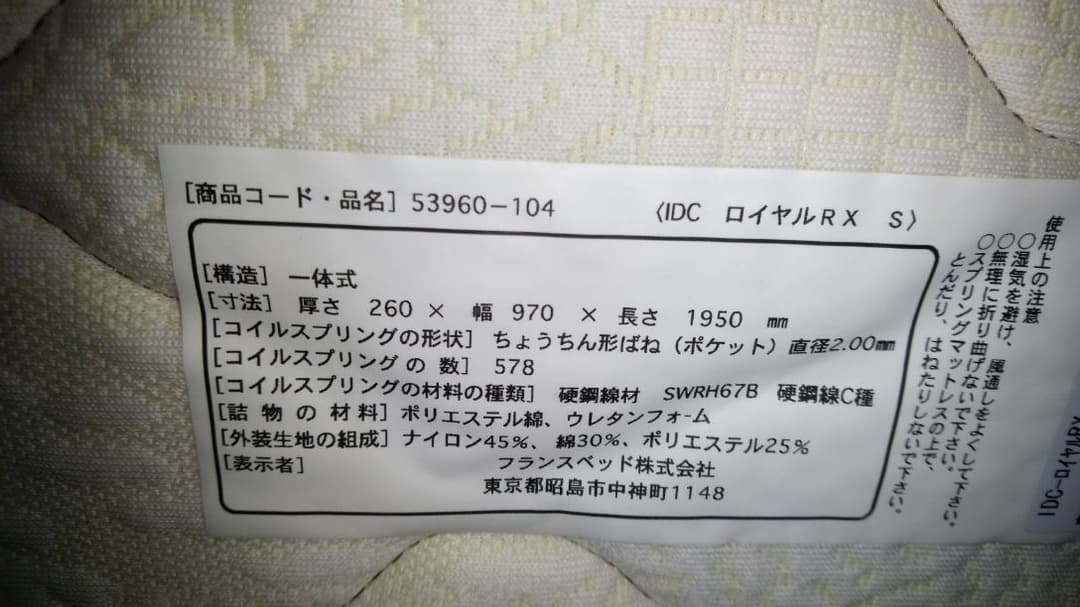 [商品コード・品名] 53960-104 〈IDC ロイヤルRX S〉
[構造] 一体式
[寸法] 厚さ 260 × 幅 970 × 長さ 1950 mm
[コイルスプリングの形状] ちょうちん形ばね（ポケット）直径2.00mm
[コイルスプリングの数] 578
[コイルスプリングの材料の種類] 硬鋼線材 SWRH67B 硬鋼線C種
[詰物の材料] ポリエステル綿、ウレタンフォーム
[外装生地の組成] ナイロン45%、綿30%、ポリエステル25%
[表示者] フランスベッド株式会社
東京都昭島市中神町1148
使用上の注意
○湿気を避け、風通しをよくして下さい。
○無理に折り曲げないで下さい。
○スプリングマットレスの上で、
とんだり、はねたりしないで下さい。
IDC-ロイヤルRX